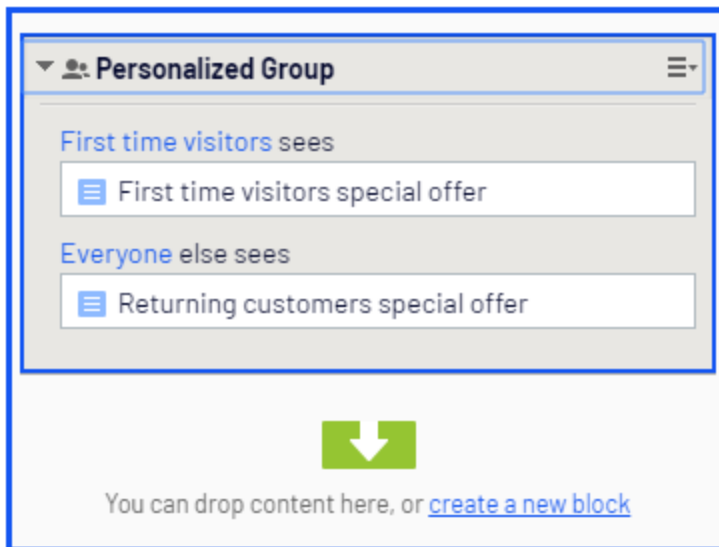 Personalized Group
First time visitors sees
First time visitors special offer
Everyone else sees
Returning customers special offer
You can drop content here, or create a new block